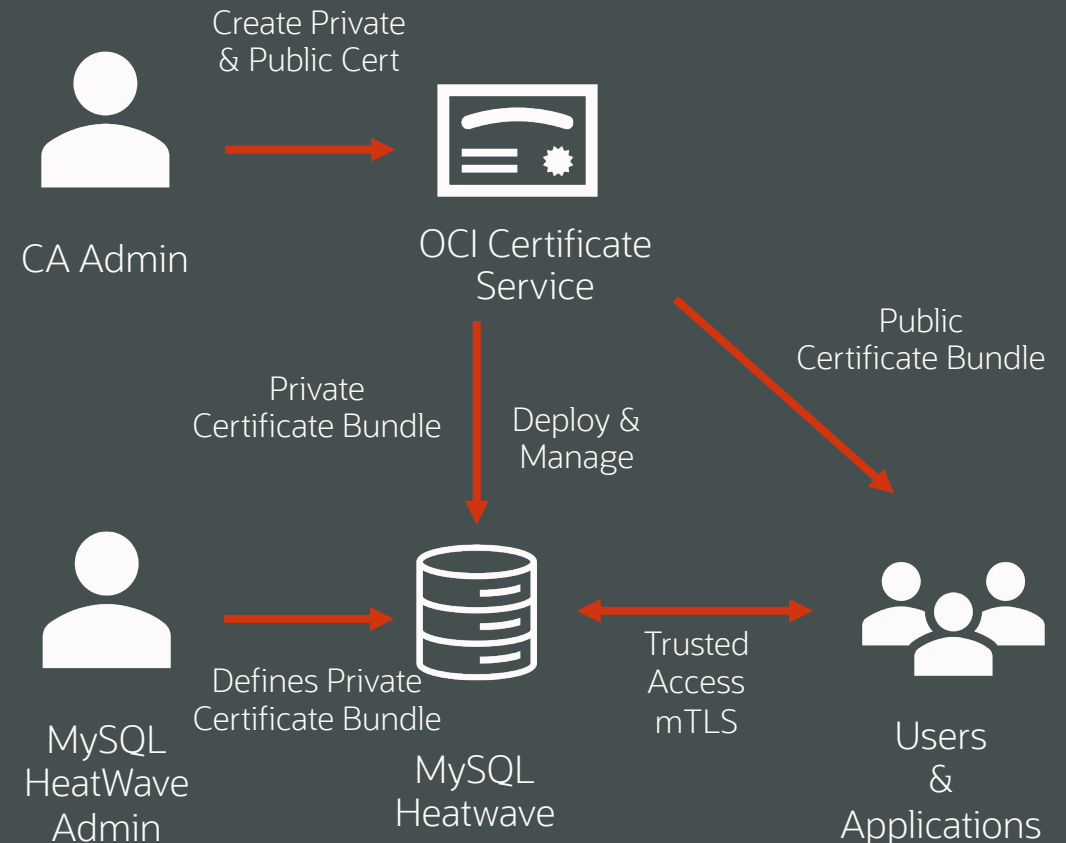 Create Private
& Public Cert
CA Admin
OCI Certificate
Service
Public
Certificate Bundle
Private
Certificate Bundle
Deploy &
Manage
Defines Private
Certificate Bundle
Trusted
Access
mTLS
MySQL
HeatWave
Admin
MySQL
Heatwave
Users
&
Applications